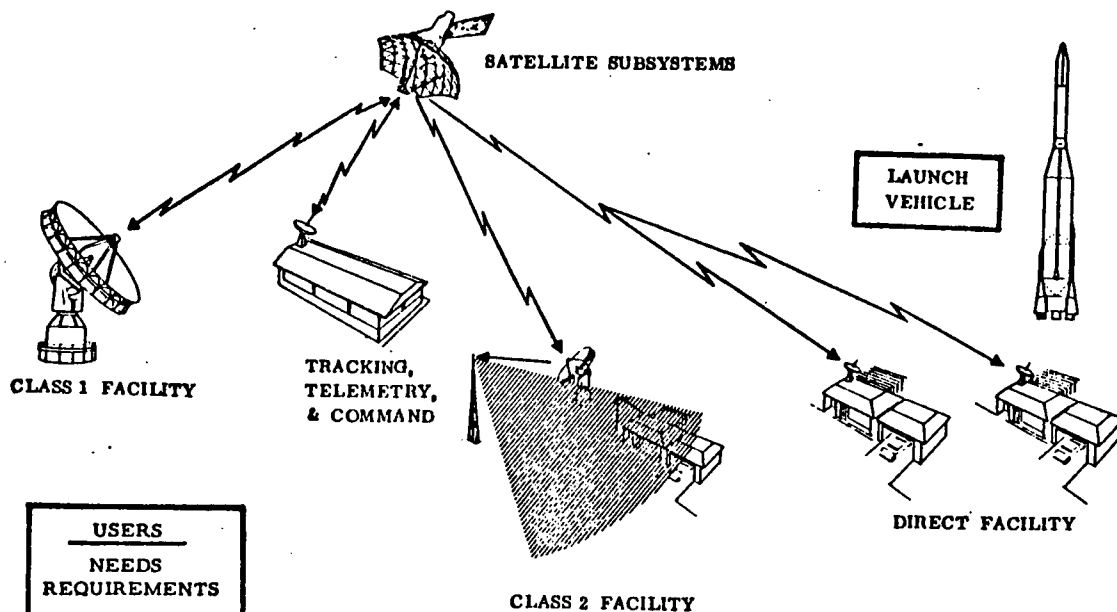 SATELLITE SUBSYSTEMS
LAUNCH
VEHICLE
CLASS 1 FACILITY
TRACKING,
TELEMETRY,
& COMMAND
DIRECT FACILITY
USERS
NEEDS
REQUIREMENTS
CLASS 2 FACILITY